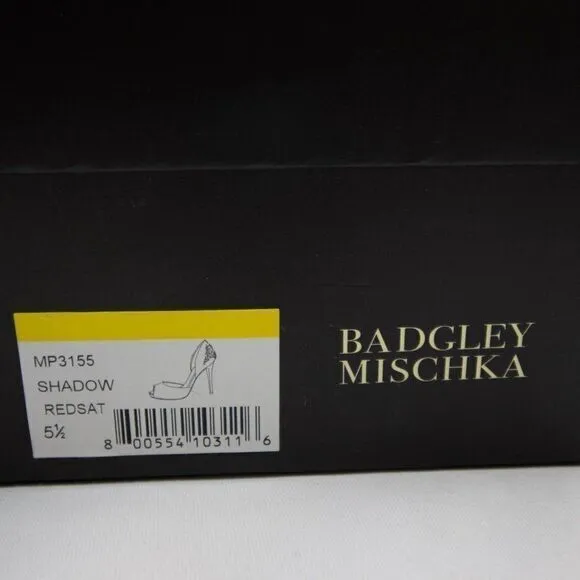 MP3155
SHADOW
REDSAT
5½
8 00554 10311 6
BADGLEY
MISCHKA